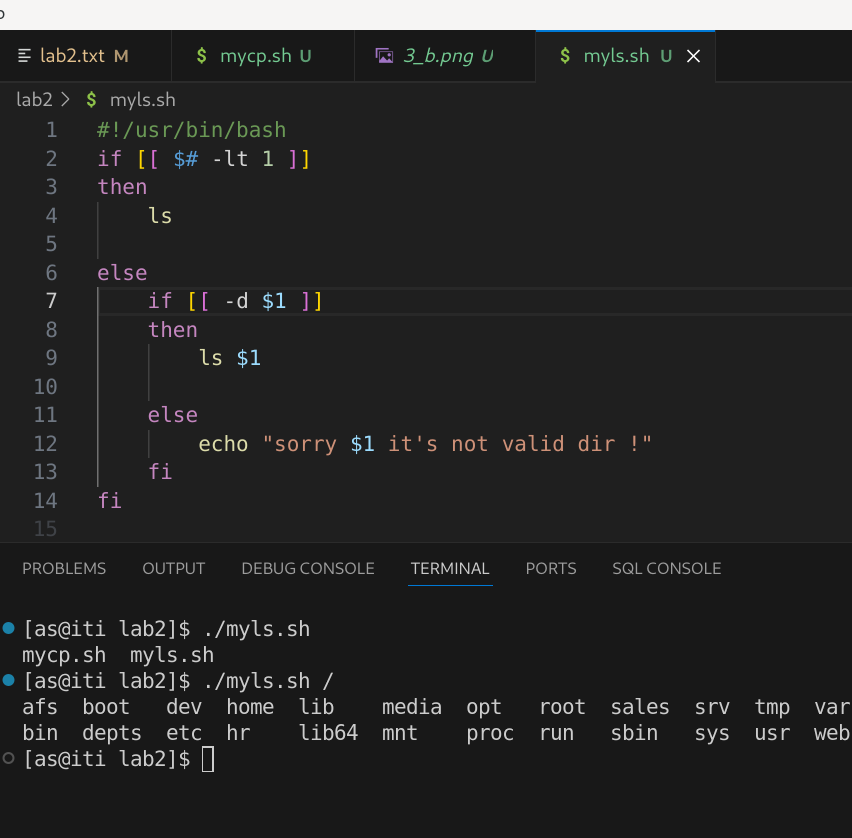 lab2.txt M $ mycp.sh U 3_b.png U $ myls.sh U
lab2 > $ myls.sh
1 #!/usr/bin/bash
2 if [[ $# -lt 1 ]]
3 then
4     ls
5
6 else
7     if [[ -d $1 ]]
8     then
9         ls $1
10
11     else
12         echo "sorry $1 it's not valid dir !"
13     fi
14 fi
15
PROBLEMS OUTPUT DEBUG CONSOLE TERMINAL PORTS SQL CONSOLE
[as@iti lab2]$ ./myls.sh
mycp.sh  myls.sh
[as@iti lab2]$ ./myls.sh /
afs  boot   dev  home  lib    media  opt   root  sales  srv  tmp  var
bin  depts  etc  hr    lib64  mnt    proc  run   sbin   sys  usr  web
[as@iti lab2]$